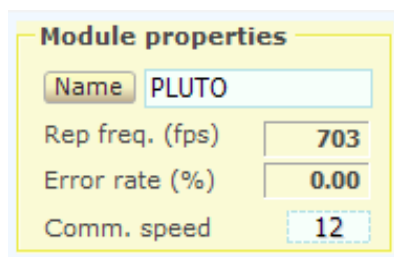 Module properties
Name PLUTO
Rep freq. (fps) 703
Error rate (%) 0.00
Comm. speed 12